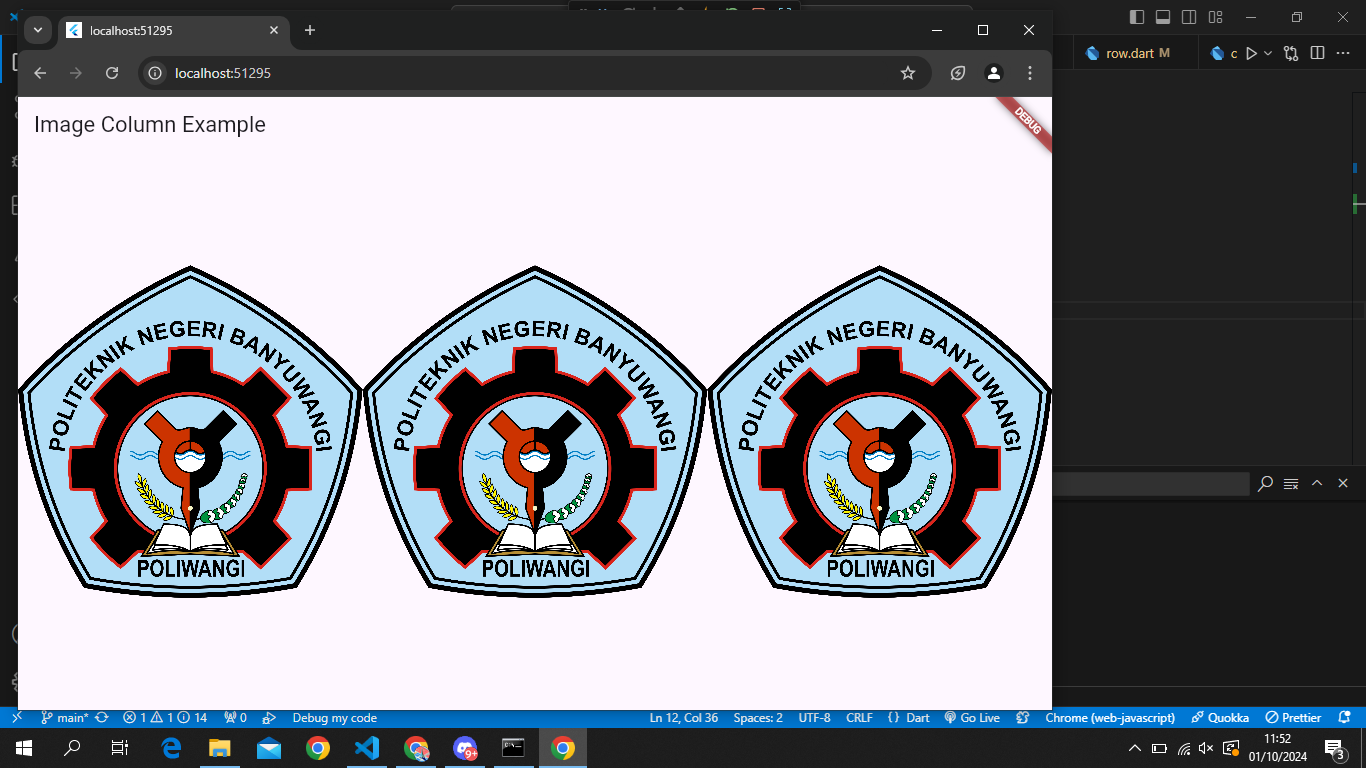 localhost:51295
localhost:51295
row.dart M
c
Image Column Example
DEBUG
POLITEKNIK NEGERI BANYUWANGI
POLIWANGI
POLITEKNIK NEGERI BANYUWANGI
POLIWANGI
POLITEKNIK NEGERI BANYUWANGI
POLIWANGI
main* 1 1 14 0 Debug my code Ln 12, Col 36 Spaces: 2 UTF-8 CRLF {} Dart Go Live Chrome (web-javascript) Quokka Prettier
9+
11:52
01/10/2024
3